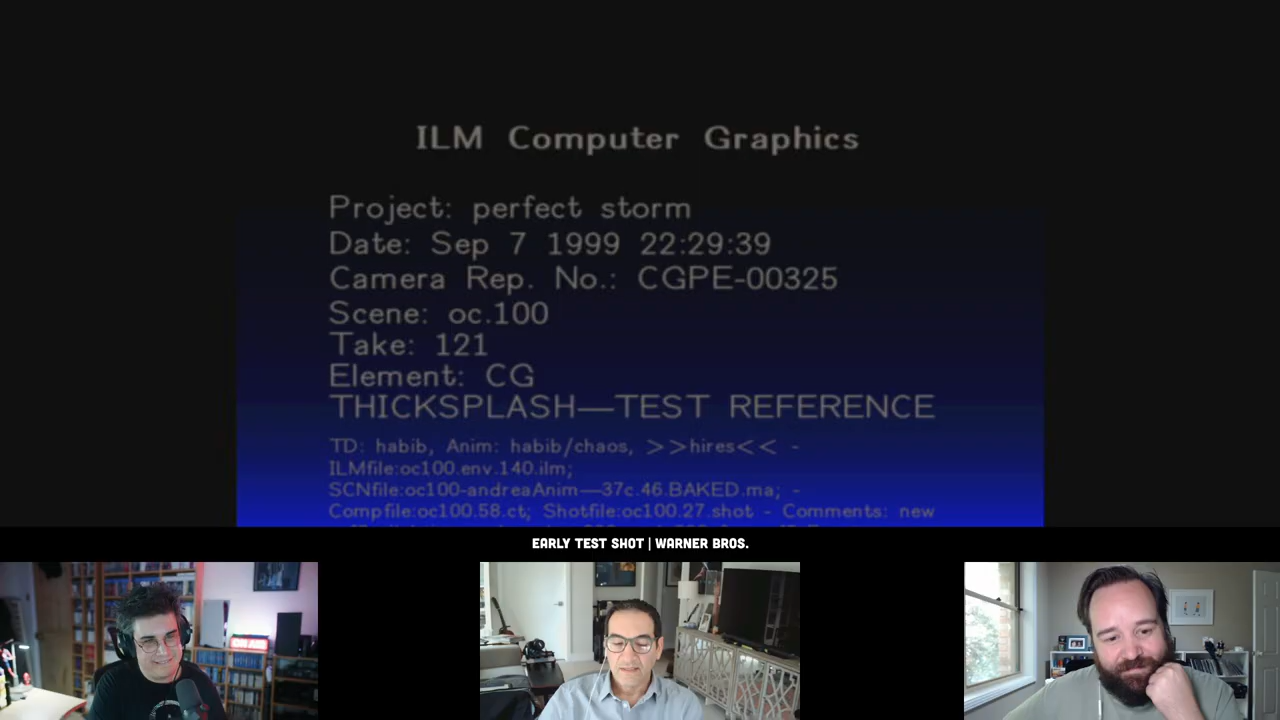 ILM Computer Graphics
Project: perfect storm
Date: Sep 7 1999 22:29:39
Camera Rep. No.: CGPE-00325
Scene: oc.100
Take: 121
Element: CG
THICKSPLASH—TEST REFERENCE
TD: habib, Anim: habib/chaos, >>hires<< -
ILMfile:oc100.env.140.ilm;
SCNfile:oc100-andreaAnim—37c.46.BAKED.ma; -
Compfile:oc100.58.ct; Shotfile:oc100.27.shot - Comments: new
EARLY TEST SHOT | WARNER BROS.